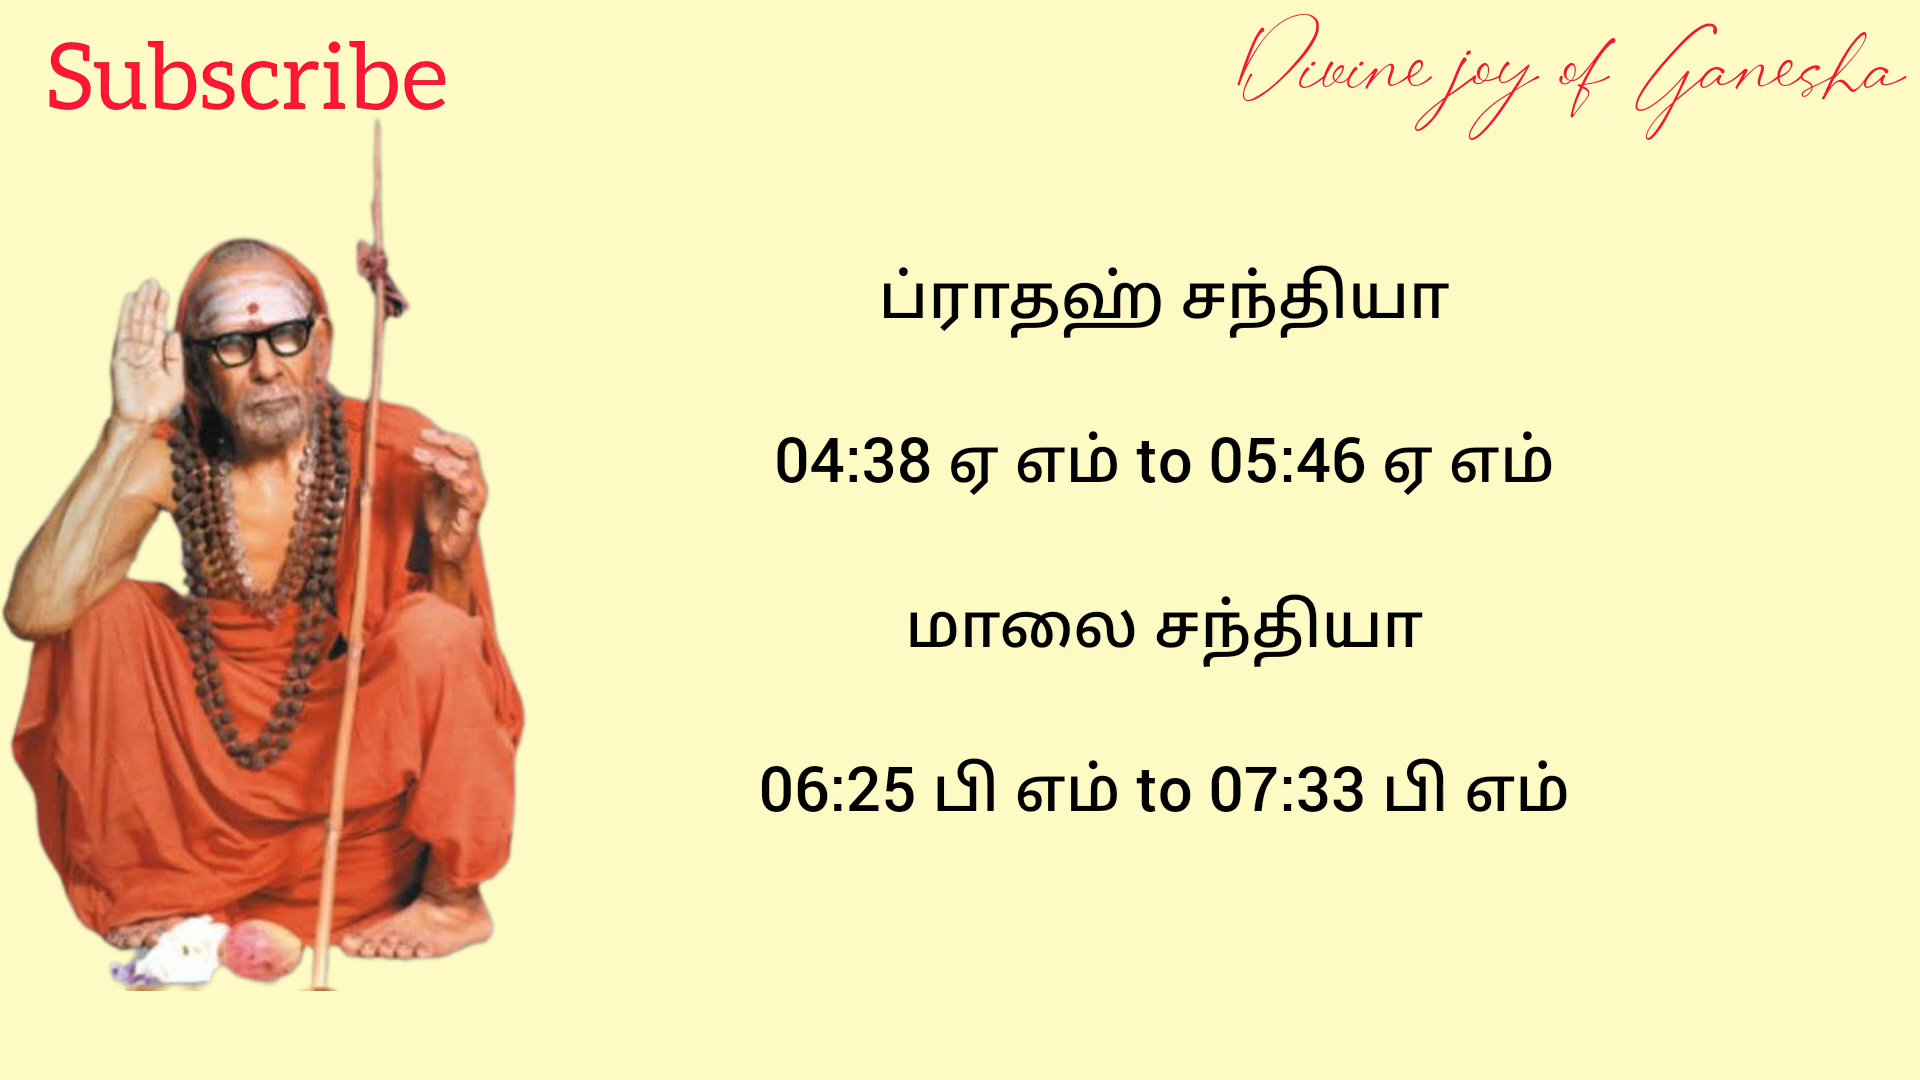 Subscribe
Divine joy of Ganesha
ப்ராதஹ் சந்தியா
04:38 ஏ எம் to 05:46 ஏ எம்
மாலை சந்தியா
06:25 பி எம் to 07:33 பி எம்